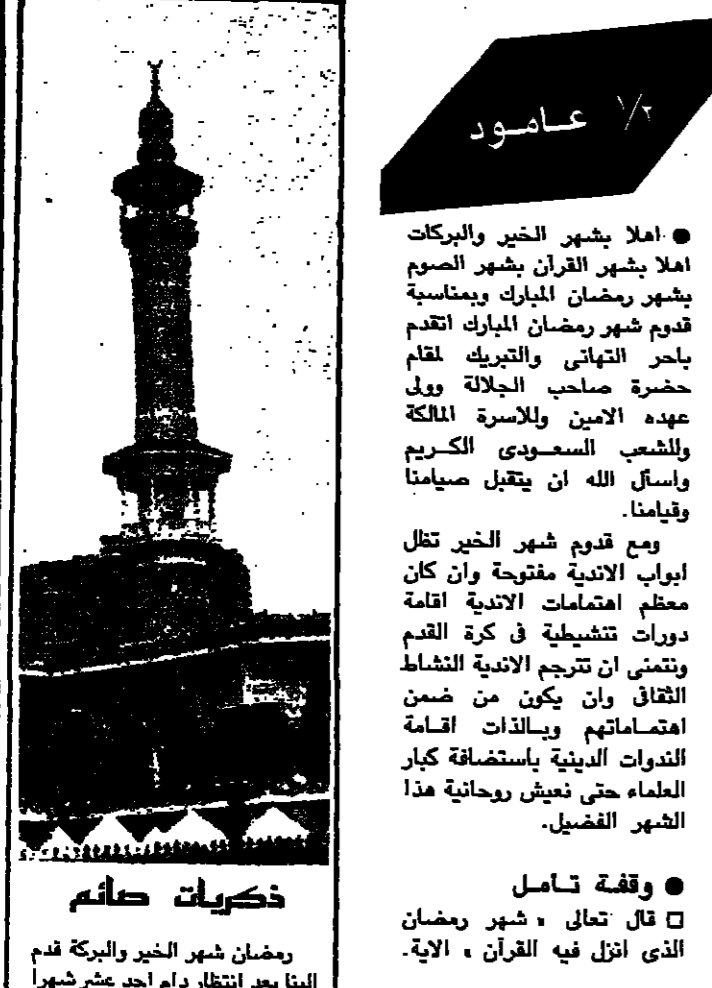 ١/٢ عامود
● اهلا بشهر الخير والبركات
اهلا بشهر القرآن بشهر الصوم
بشهر رمضان المبارك وبمناسبة
قدوم شهر رمضان المبارك اتقدم
باحر التهانى والتبريك لمقام
حضرة صاحب الجلالة وولى
عهده الامين وللاسرة المالكة
وللشعب السعودى الكريم
واسأل الله ان يتقبل صيامنا
وقيامنا.
ومع قدوم شهر الخير تظل
ابواب الاندية مفتوحة وان كان
معظم اهتمامات الاندية اقامة
دورات تنشيطية فى كرة القدم
ونتمنى ان تترجم الاندية النشاط
الثقافى وان يكون من ضمن
اهتماماتهم وبالذات اقامة
الندوات الدينية باستضافة كبار
العلماء حتى نعيش روحانية هذا
الشهر الفضيل.
● وقفة تأمل
□ قال تعالى « شهر رمضان
الذى انزل فيه القرآن » الاية.
ذكريات صائم
رمضان شهر الخير والبركة قدم
الينا بعد انتظار دام احد عشر شهرا